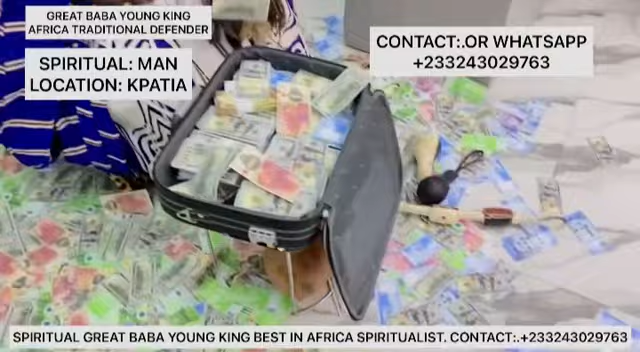 GREAT BABA YOUNG KING
AFRICA TRADITIONAL DEFENDER
SPIRITUAL: MAN
LOCATION: KPATIA
CONTACT:.OR WHATSAPP
+233243029763
SPIRITUAL GREAT BABA YOUNG KING BEST IN AFRICA SPIRITUALIST. CONTACT:.+233243029763